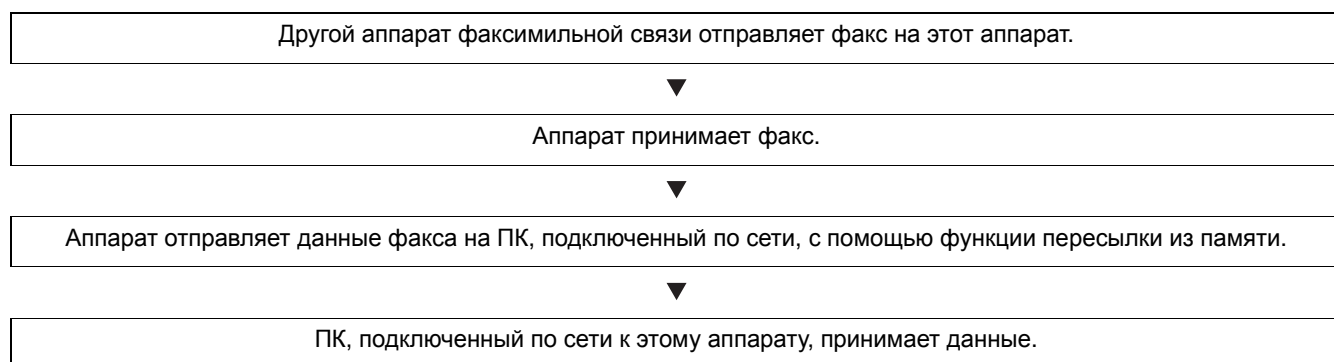 Другой аппарат факсимильной связи отправляет факс на этот аппарат.
Аппарат принимает факс.
Аппарат отправляет данные факса на ПК, подключенный по сети, с помощью функции пересылки из памяти.
ПК, подключенный по сети к этому аппарату, принимает данные.